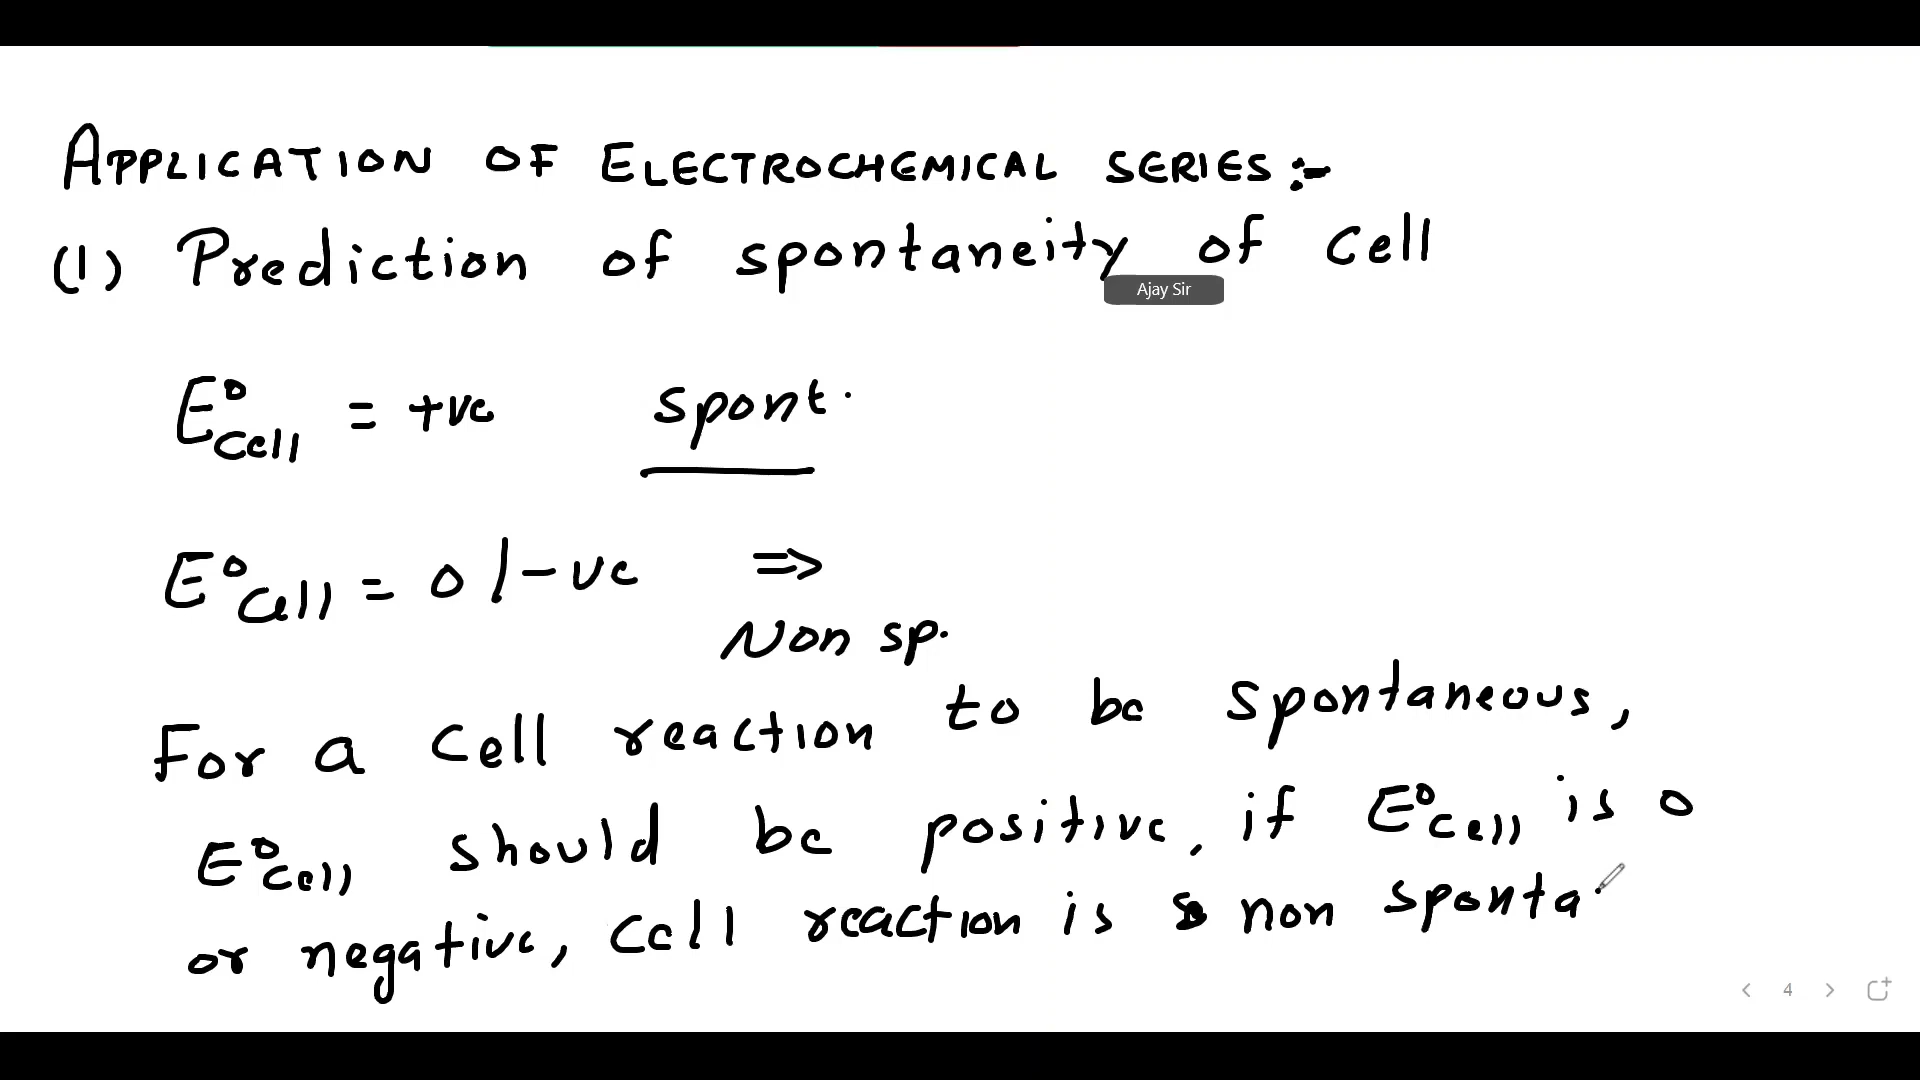 APPLICATION OF ELECTROCHEMICAL SERIES :-
(1) Prediction of spontaneity of cell
Ajay Sir
E°cell = +ve spont.
E°cell = 0 / -ve ⇒
Non sp.
For a cell reaction to be spontaneous,
E°cell should be positive, if E°cell is 0
or negative, cell reaction is non sponta
4